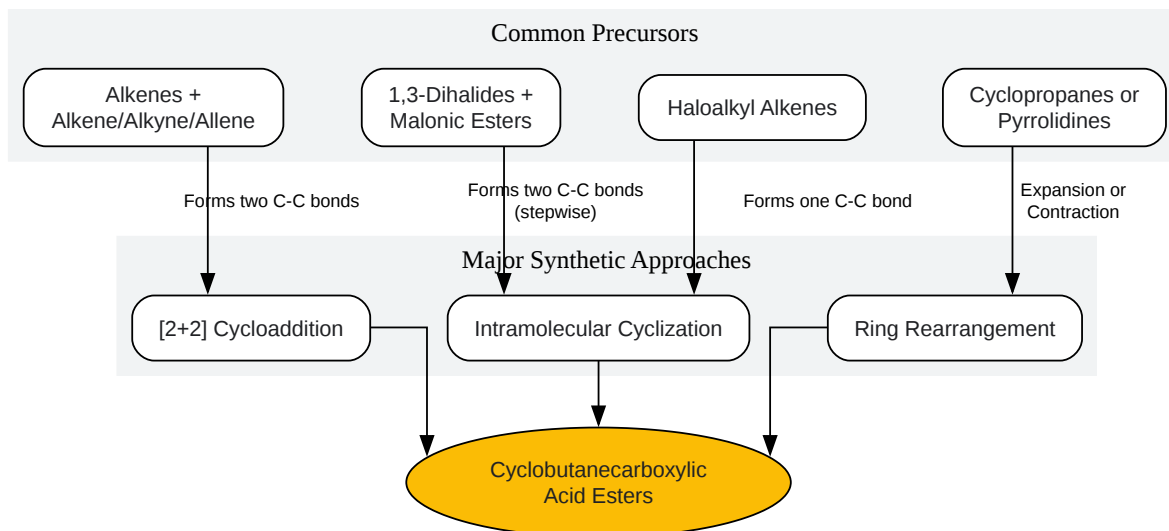 Common Precursors
Alkenes +
Alkene/Alkyne/Allene
1,3-Dihalides +
Malonic Esters
Haloalkyl Alkenes
Cyclopropanes or
Pyrrolidines
Forms two C-C bonds
Forms two C-C bonds
(stepwise)
Forms one C-C bond
Expansion or
Contraction
Major Synthetic Approaches
[2+2] Cycloaddition
Intramolecular Cyclization
Ring Rearrangement
Cyclobutanecarboxylic
Acid Esters